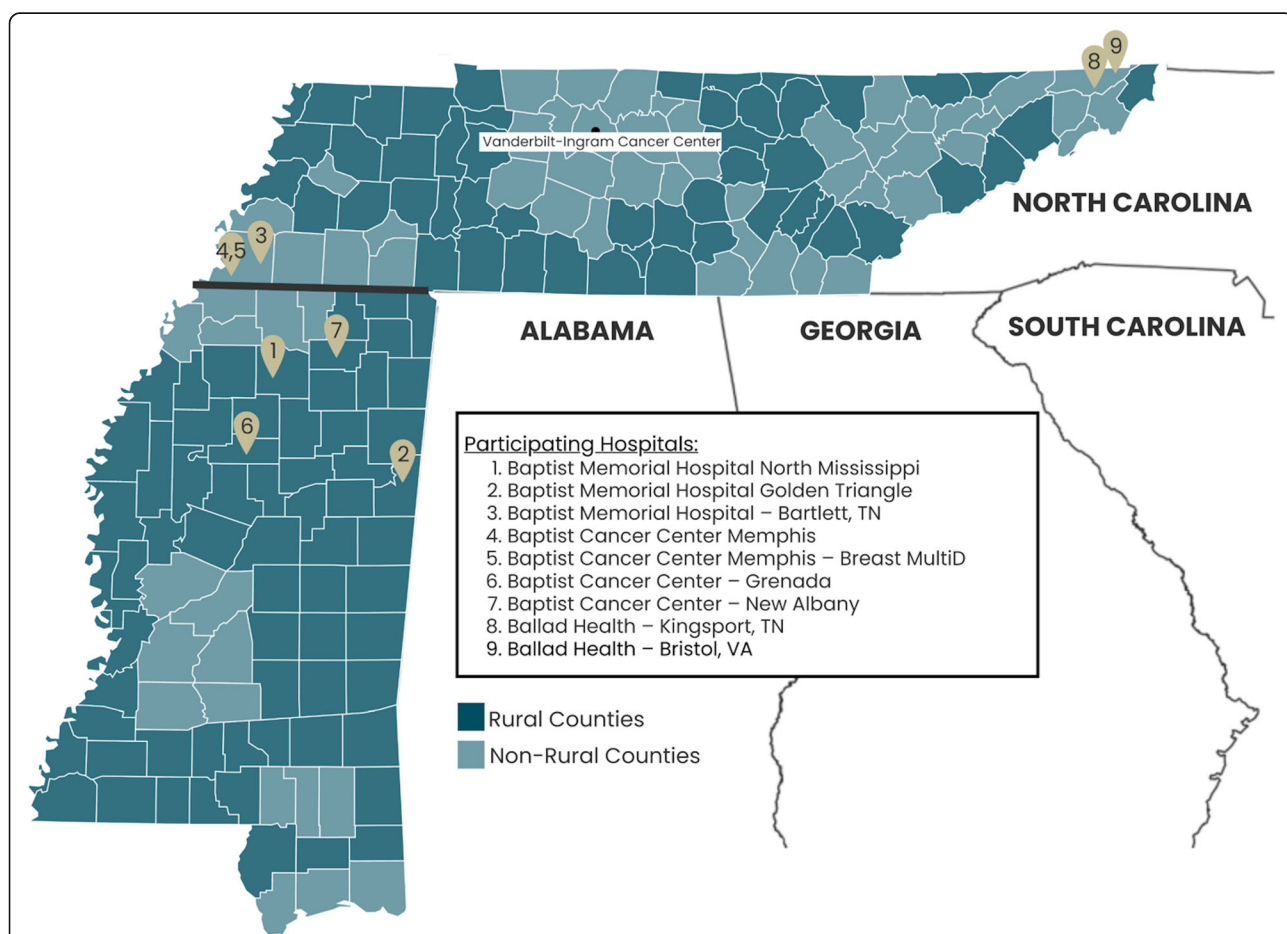 9
8
Vanderbilt-Ingram Cancer Center
NORTH CAROLINA
3
4,5
7
ALABAMA
GEORGIA
SOUTH CAROLINA
1
6
2
Participating Hospitals:
1. Baptist Memorial Hospital North Mississippi
2. Baptist Memorial Hospital Golden Triangle
3. Baptist Memorial Hospital – Bartlett, TN
4. Baptist Cancer Center Memphis
5. Baptist Cancer Center Memphis – Breast MultiD
6. Baptist Cancer Center – Grenada
7. Baptist Cancer Center – New Albany
8. Ballad Health – Kingsport, TN
9. Ballad Health – Bristol, VA
Rural Counties
Non-Rural Counties